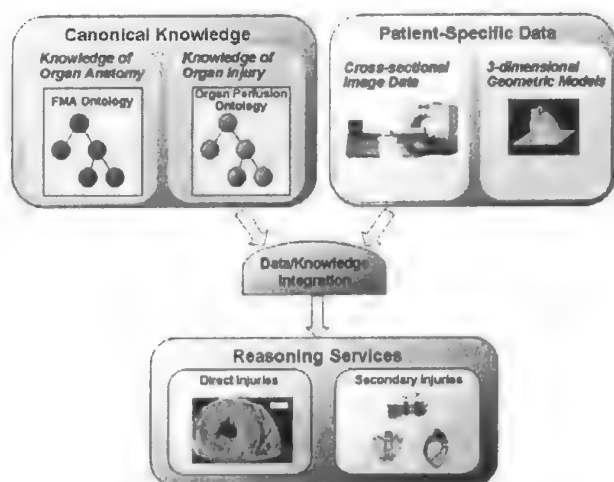 Canonical Knowledge
Knowledge of
Organ Anatomy
FMA Ontology
Knowledge of
Organ Injury
Organ Perfusion
Ontology
Patient-Specific Data
Cross-sectional
Image Data
3-dimensional
Geometric Models
Data/Knowledge
Integration
Reasoning Services
Direct Injuries
Secondary Injuries